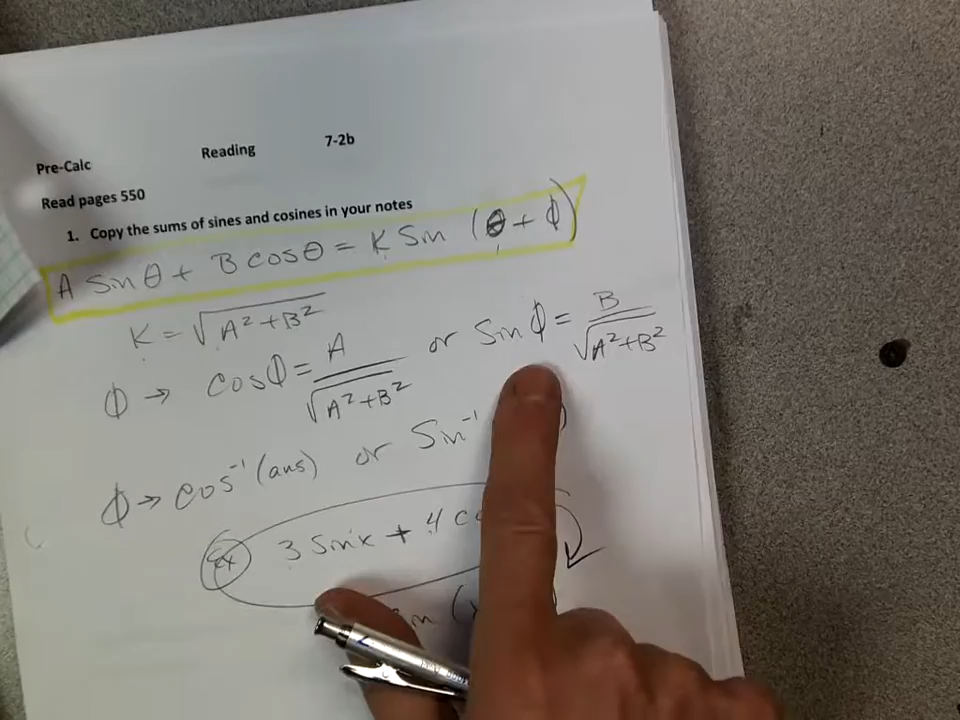 Pre-Calc Reading 7-2b
Read pages 550
1. Copy the sums of sines and cosines in your notes
A Sin θ + B cos θ = K Sin (θ + ϕ)
K = √A² + B²
ϕ → cos ϕ = A / √A² + B² or Sin ϕ = B / √A² + B²
ϕ → cos⁻¹ (ans) or Sin⁻¹
Ex 3 Sin x + 4 co